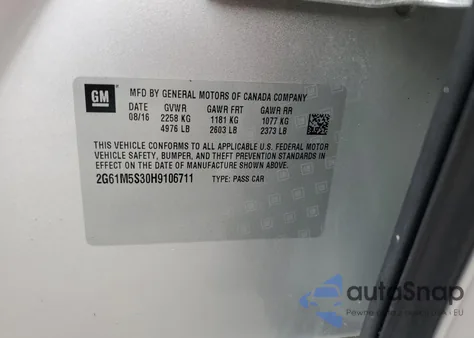 GM
MFD BY GENERAL MOTORS OF CANADA COMPANY
DATE GVWR GAWR FRT GAWR RR
08/16 2258 KG 1181 KG 1077 KG
4976 LB 2603 LB 2373 LB
THIS VEHICLE CONFORMS TO ALL APPLICABLE U.S. FEDERAL MOTOR
VEHICLE SAFETY, BUMPER, AND THEFT PREVENTION STANDARDS IN
EFFECT ON THE DATE OF MANUFACTURE SHOWN ABOVE.
2G61M5S30H9106711 TYPE: PASS CAR
autoSnap